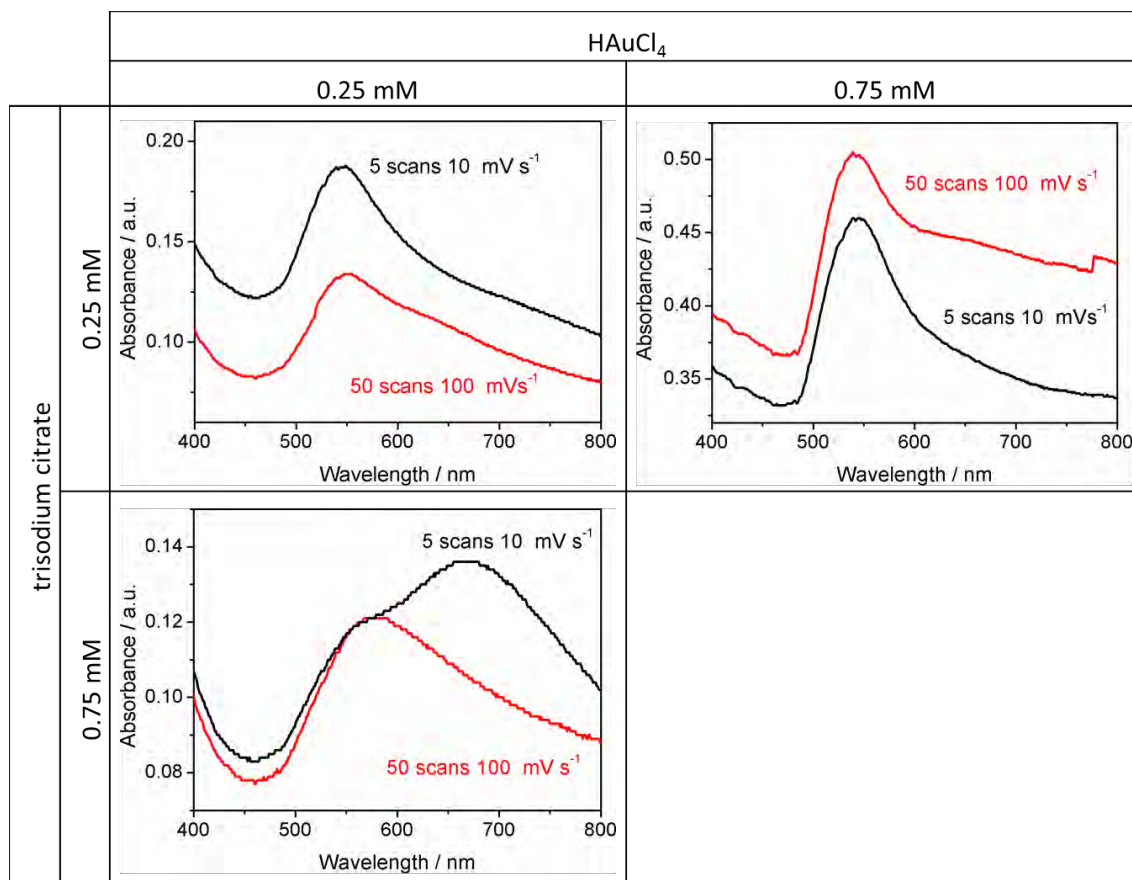 HAuCl₄
0.25 mM
0.75 mM
trisodium citrate
0.25 mM
0.20
0.15
0.10
Absorbance / a.u.
5 scans 10 mV s⁻¹
50 scans 100 mVs⁻¹
400
500
600
700
800
Wavelength / nm
0.50
0.45
0.40
0.35
Absorbance / a.u.
50 scans 100 mV s⁻¹
5 scans 10 mVs⁻¹
400
500
600
700
800
Wavelength / nm
0.75 mM
0.14
0.12
0.10
0.08
Absorbance / a.u.
5 scans 10 mV s⁻¹
50 scans 100 mV s⁻¹
400
500
600
700
800
Wavelength / nm